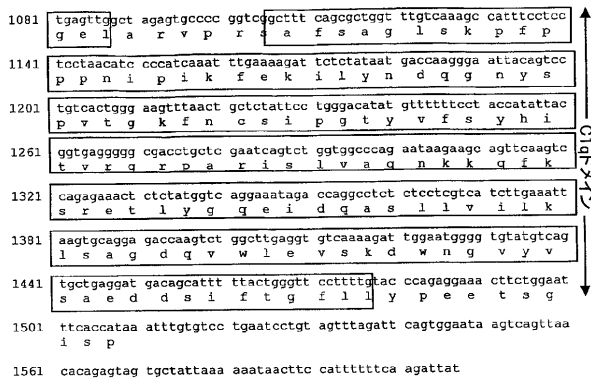 1081 tgagttggct agagtgcccc ggtcggcttt cagcgctggt ttgtcaaagc catttcctcc
g e l a r v p r s a f s a g l s k p f p
1141 tcctaacatc cccatcaaat ttgaaaagat tctctataat gaccaaggga attacagtcc
p p n i p i k f e k i l y n d q g n y s
1201 tgtcactggg aagtttaact gctctattcc tgggacatat gtttttttcct accatattac
p v t g k f n c s i p g t y v f s y h i
1261 ggtgaggggg cgacctgctc gaatcagtct ggtggcccag aataagaagc agttcaagtc
t v r g r p a r i s l v a q n k k q f k
1321 cagagaaact ctctatggtc aggaaataga ccaggcctct ctcctcgtca tcttgaaatt
s r e t l y g q e i d q a s l l v i l k
1381 aagtgcagga gaccaagtct ggcttgaggt gtcaaaagat tggaatgggg tgtatgtcag
l s a g d q v w l e v s k d w n g v y v
1441 tgctgaggat gacagcattt ttactgggtt ccttttgtac cccagaggaaa cttctggaat
s a e d d s i f t g f l l y p e e t s g
1501 ttcaccataa atttgtgtcc tgaatcctgt agtttagatt cagtggaata agtcagttaa
i s p
1561 cacagagtag tgctattaaa aaataacttc cattttttca agattat
C1qドメイン